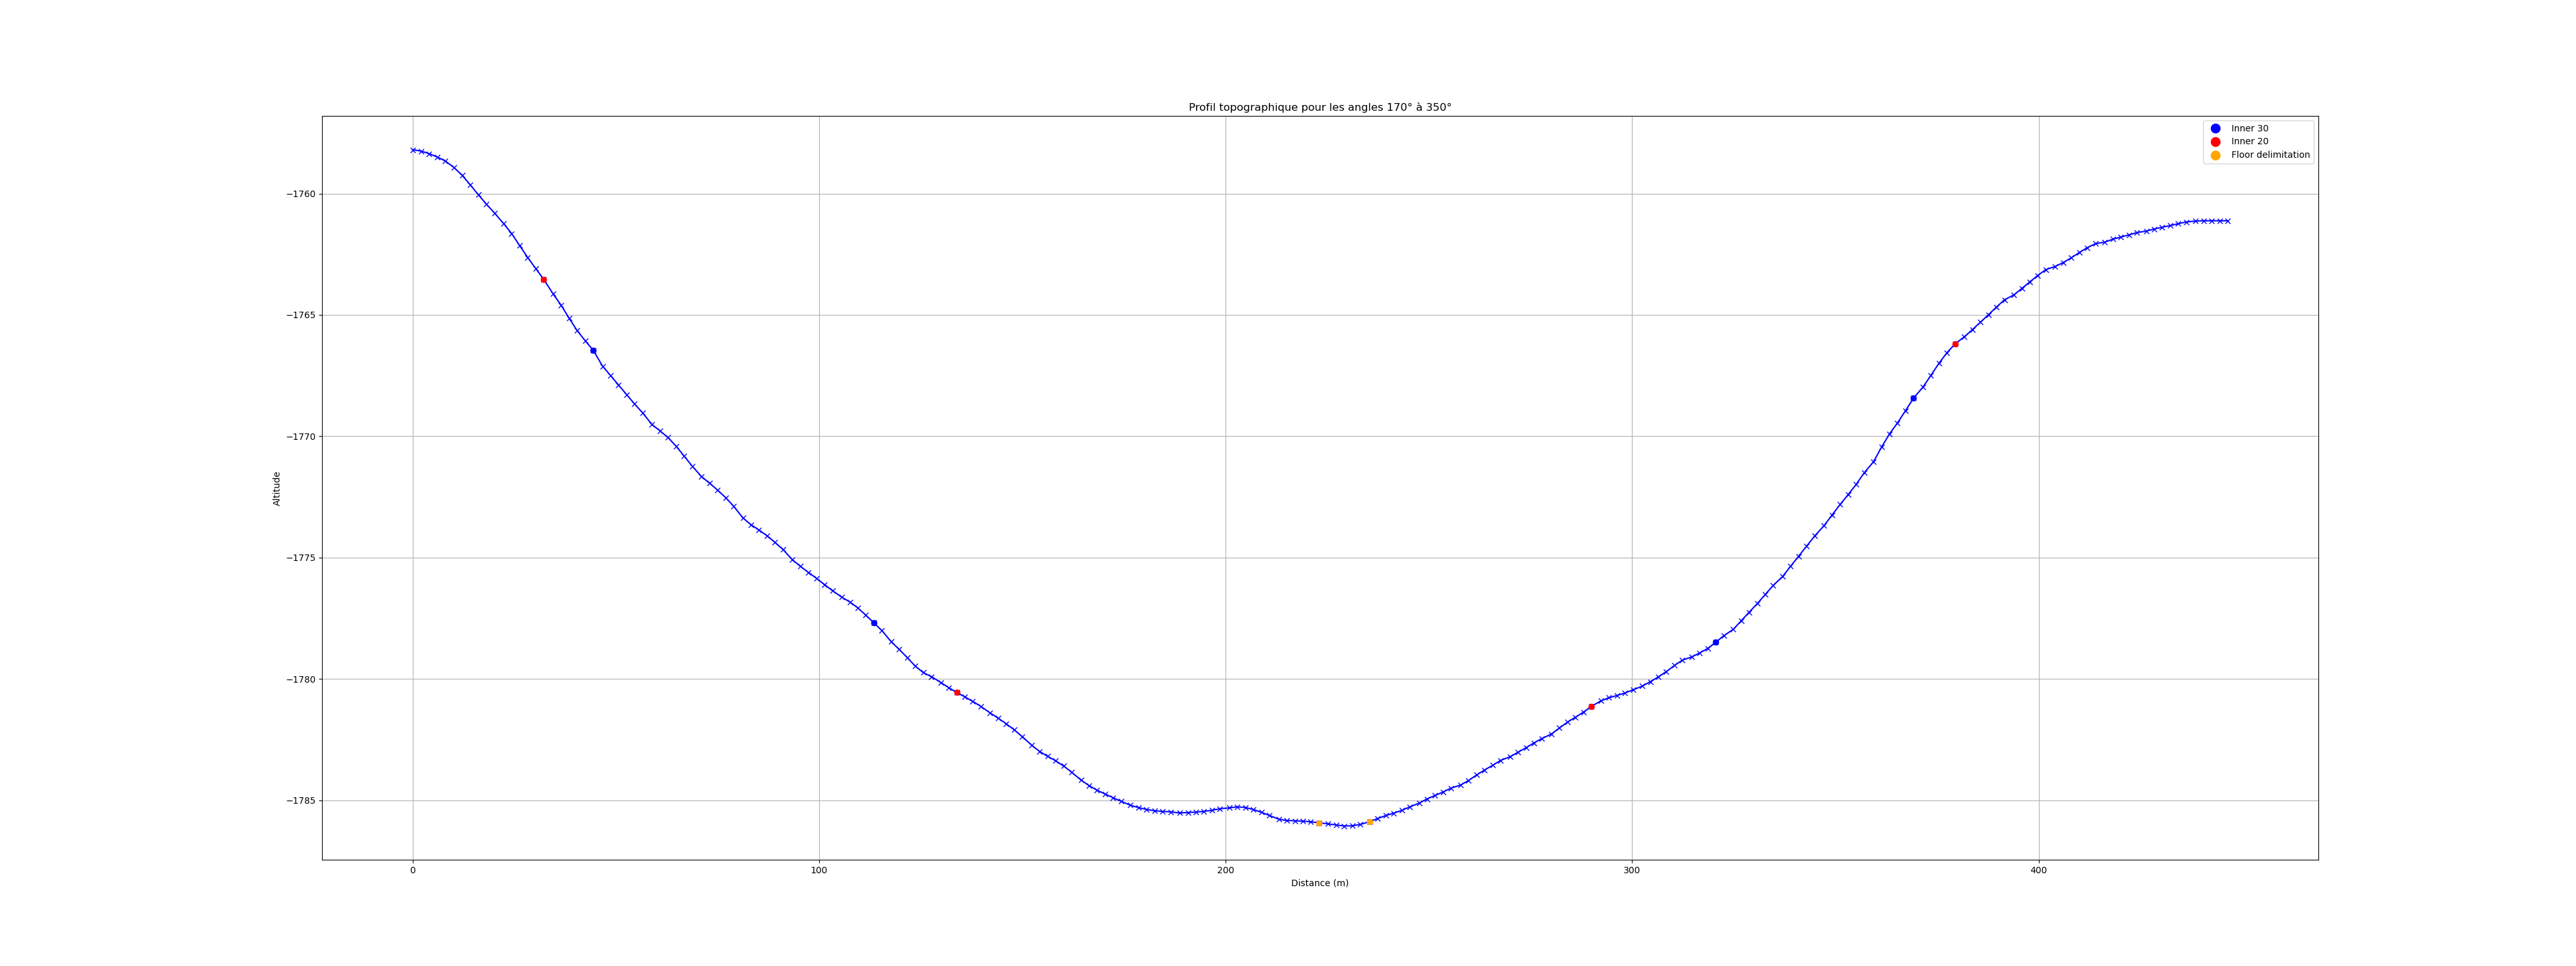 Profil topographique pour les angles 170° à 350°
Inner 30
Inner 20
Floor delimitation
−1760
−1765
−1770
−1775
−1780
−1785
Altitude
0 100 200 300 400
Distance (m)